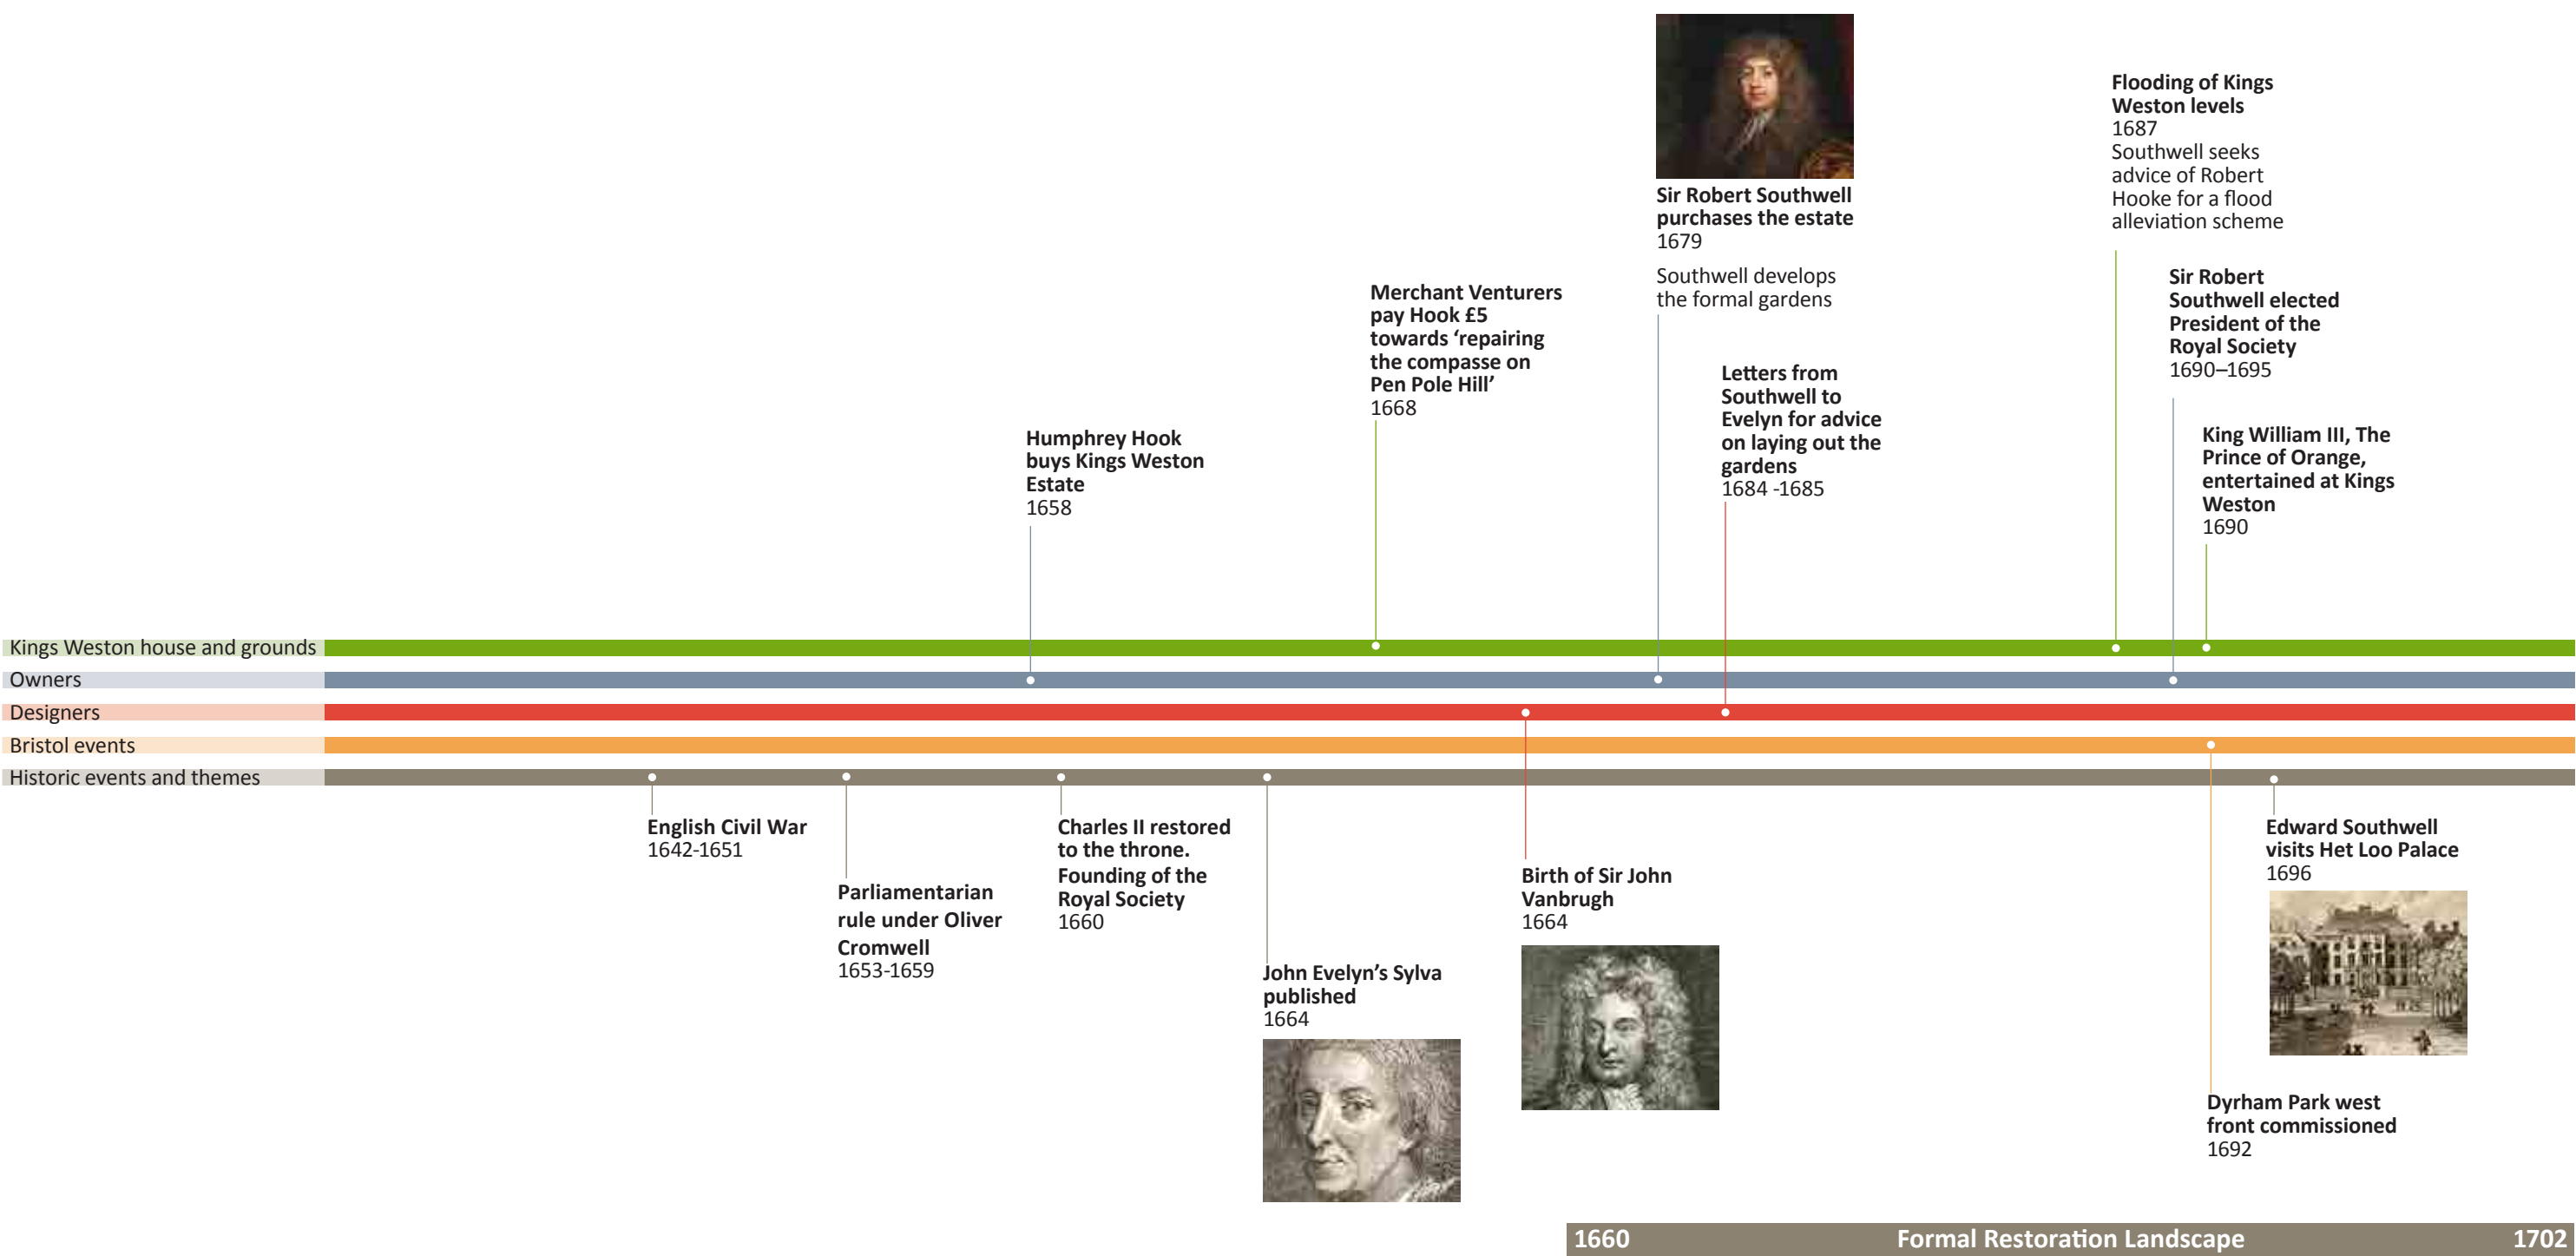 Flooding of Kings
Weston levels
1687
Southwell seeks
advice of Robert
Hooke for a flood
alleviation scheme
Sir Robert Southwell
purchases the estate
1679
Southwell develops
the formal gardens
Sir Robert
Southwell elected
President of the
Royal Society
1690–1695
Merchant Venturers
pay Hook £5
towards ‘repairing
the compasse on
Pen Pole Hill’
1668
Letters from
Southwell to
Evelyn for advice
on laying out the
gardens
1684 -1685
Humphrey Hook
buys Kings Weston
Estate
1658
King William III, The
Prince of Orange,
entertained at Kings
Weston
1690
Kings Weston house and grounds
Owners
Designers
Bristol events
Historic events and themes
English Civil War
1642-1651
Parliamentarian
rule under Oliver
Cromwell
1653-1659
Charles II restored
to the throne.
Founding of the
Royal Society
1660
John Evelyn’s Sylva
published
1664
Birth of Sir John
Vanbrugh
1664
Edward Southwell
visits Het Loo Palace
1696
Dyrham Park west
front commissioned
1692
1660 Formal Restoration Landscape 1702